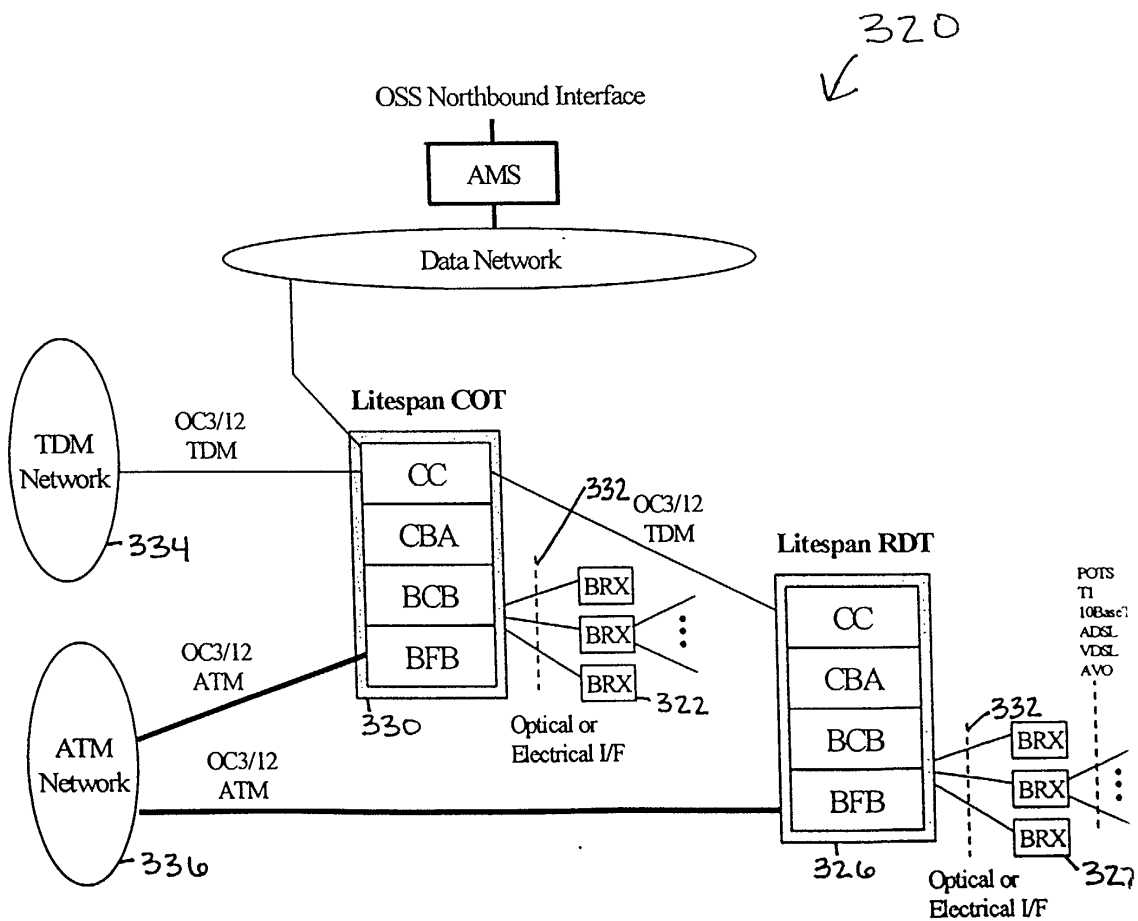 320
OSS Northbound Interface
AMS
Data Network
Litespan COT
OC3/12
TDM
TDM
Network
334
CC
CBA
BCB
BFB
330
332
OC3/12
TDM
BRX
BRX
BRX
322
Optical or
Electrical I/F
Litespan RDT
CC
CBA
BCB
BFB
326
POTS
T1
10BaseT
ADSL
VDSL
AVO
332
BRX
BRX
BRX
327
Optical or
Electrical I/F
OC3/12
ATM
ATM
Network
336
OC3/12
ATM